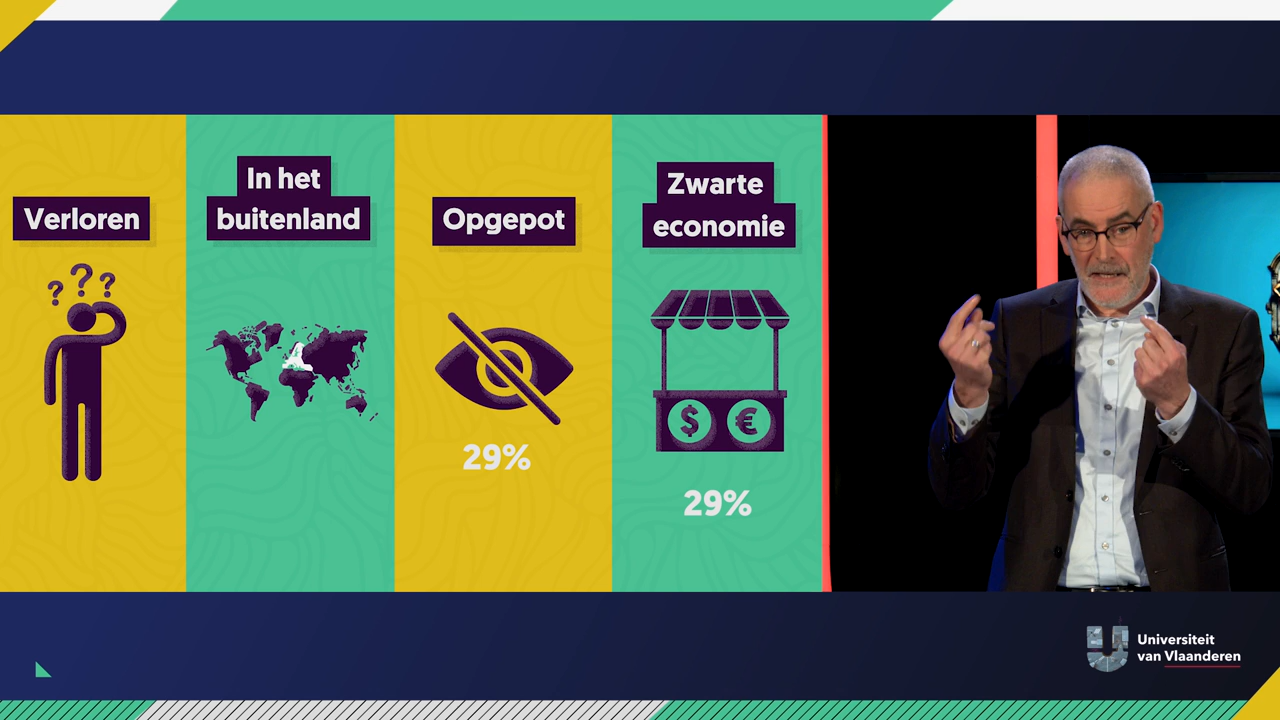 Verloren
? ? ?
In het
buitenland
Opgepot
29%
Zwarte
economie
$ €
29%
Universiteit
van Vlaanderen